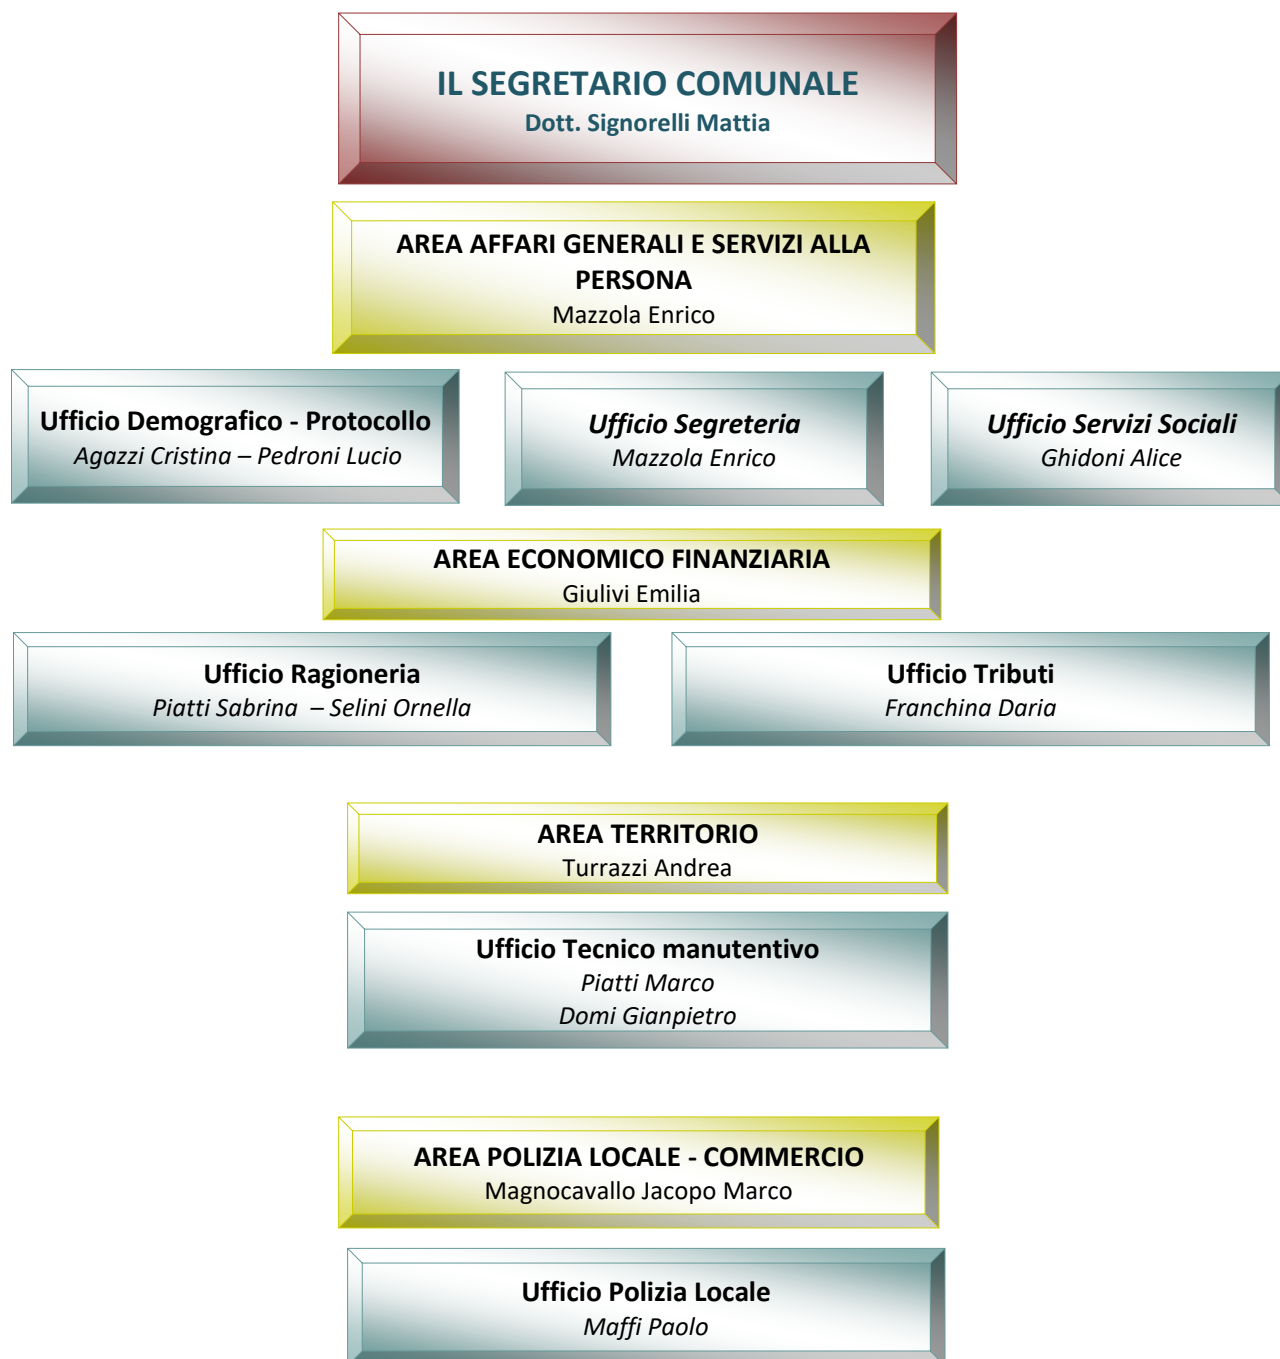 IL SEGRETARIO COMUNALE
Dott. Signorelli Mattia
AREA AFFARI GENERALI E SERVIZI ALLA
PERSONA
Mazzola Enrico
Ufficio Demografico - Protocollo
Agazzi Cristina – Pedroni Lucio
Ufficio Segreteria
Mazzola Enrico
Ufficio Servizi Sociali
Ghidoni Alice
AREA ECONOMICO FINANZIARIA
Giulivi Emilia
Ufficio Ragioneria
Piatti Sabrina – Selini Ornella
Ufficio Tributi
Franchina Daria
AREA TERRITORIO
Turrazzi Andrea
Ufficio Tecnico manutentivo
Piatti Marco
Domi Gianpietro
AREA POLIZIA LOCALE - COMMERCIO
Magnocavallo Jacopo Marco
Ufficio Polizia Locale
Maffi Paolo